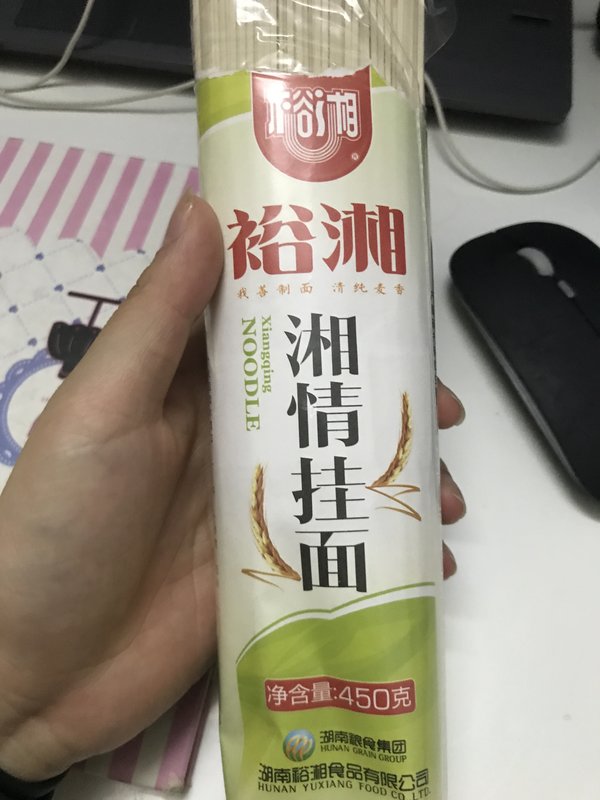 裕湘
裕湘
我善制面 清纯麦香
湘情挂面
Xiangqing
NOODLE
净含量:450克
湖南粮食集团
HUNAN GRAIN GROUP
湖南裕湘食品有限公司
HUNAN YUXIANG FOOD CO.,LTD.